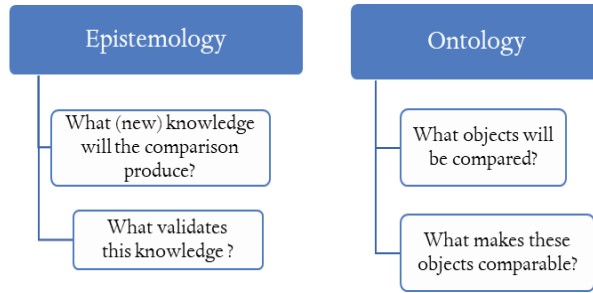 Epistemology
What (new) knowledge
will the comparison
produce?
What validates
this knowledge ?
Ontology
What objects will
be compared?
What makes these
objects comparable?